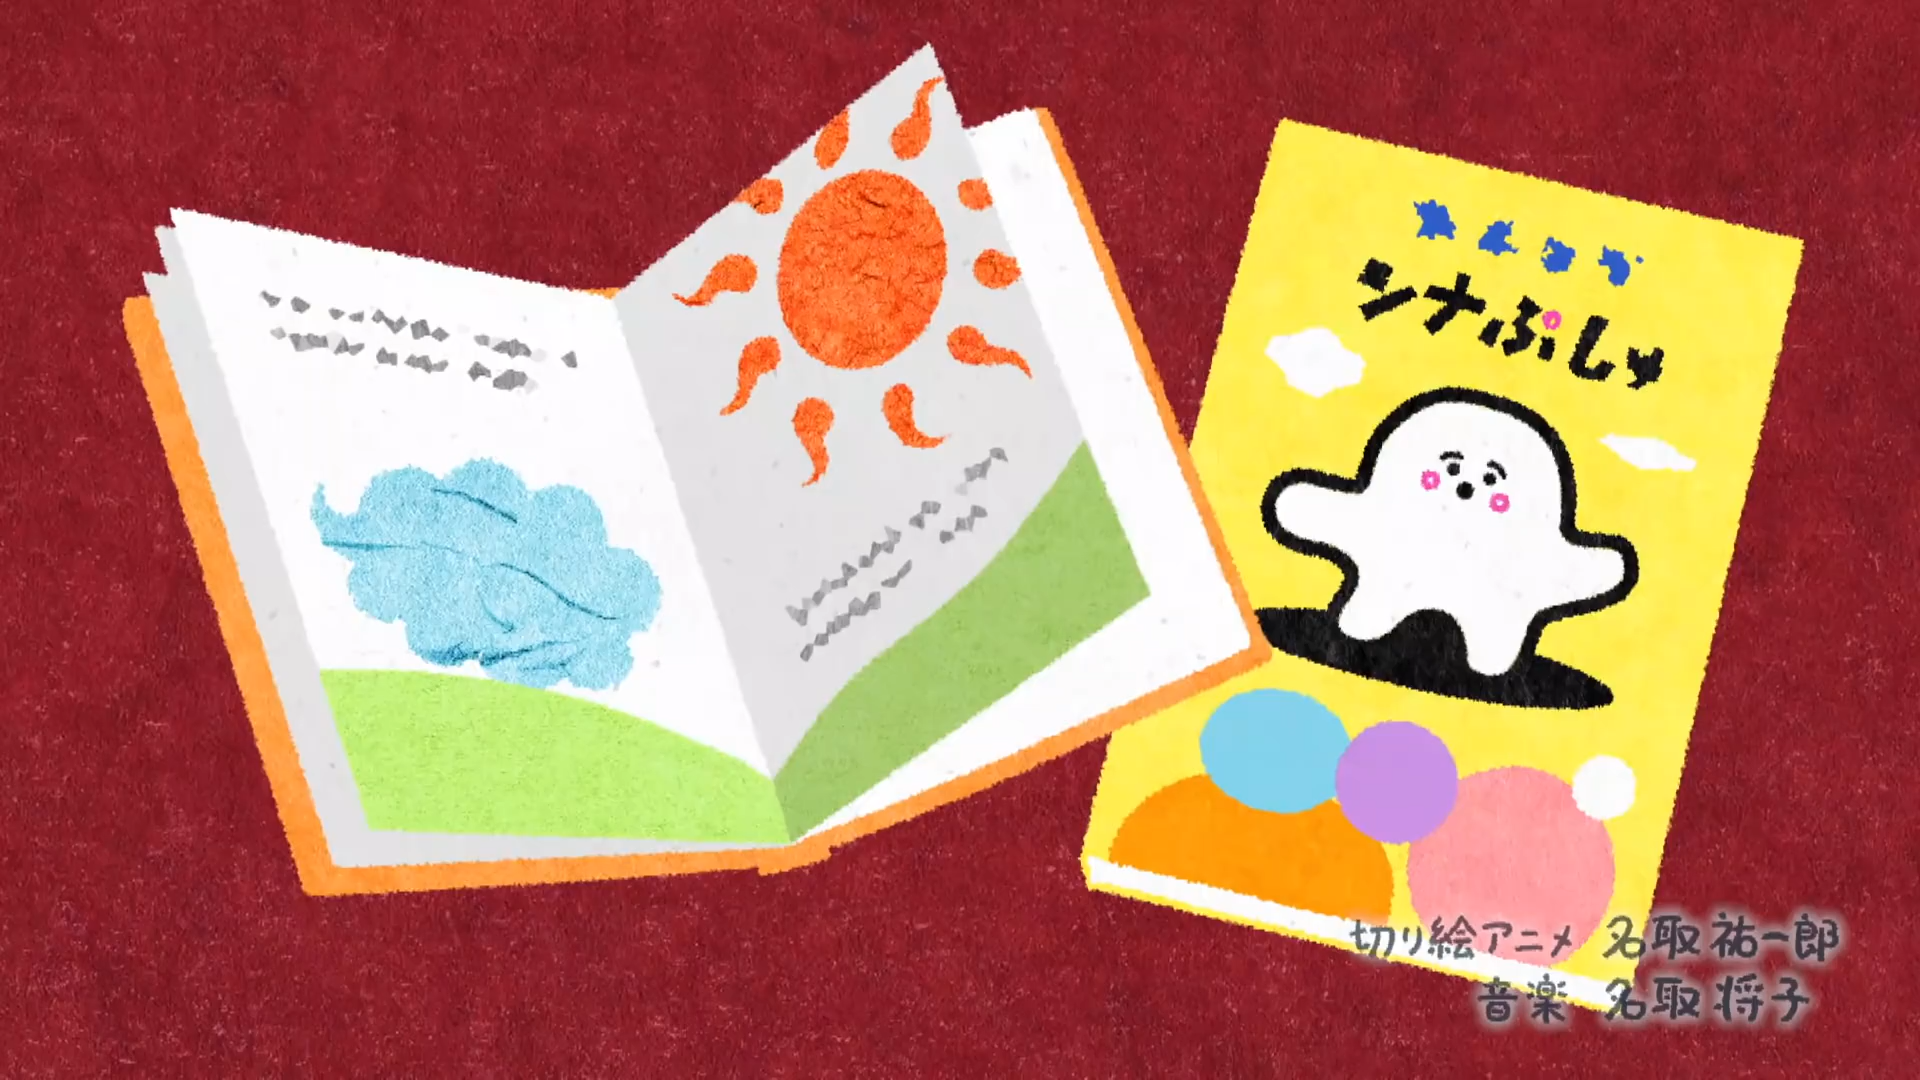 シナぷしゅ
切り絵アニメ 名取祐一郎
音楽 名取将子